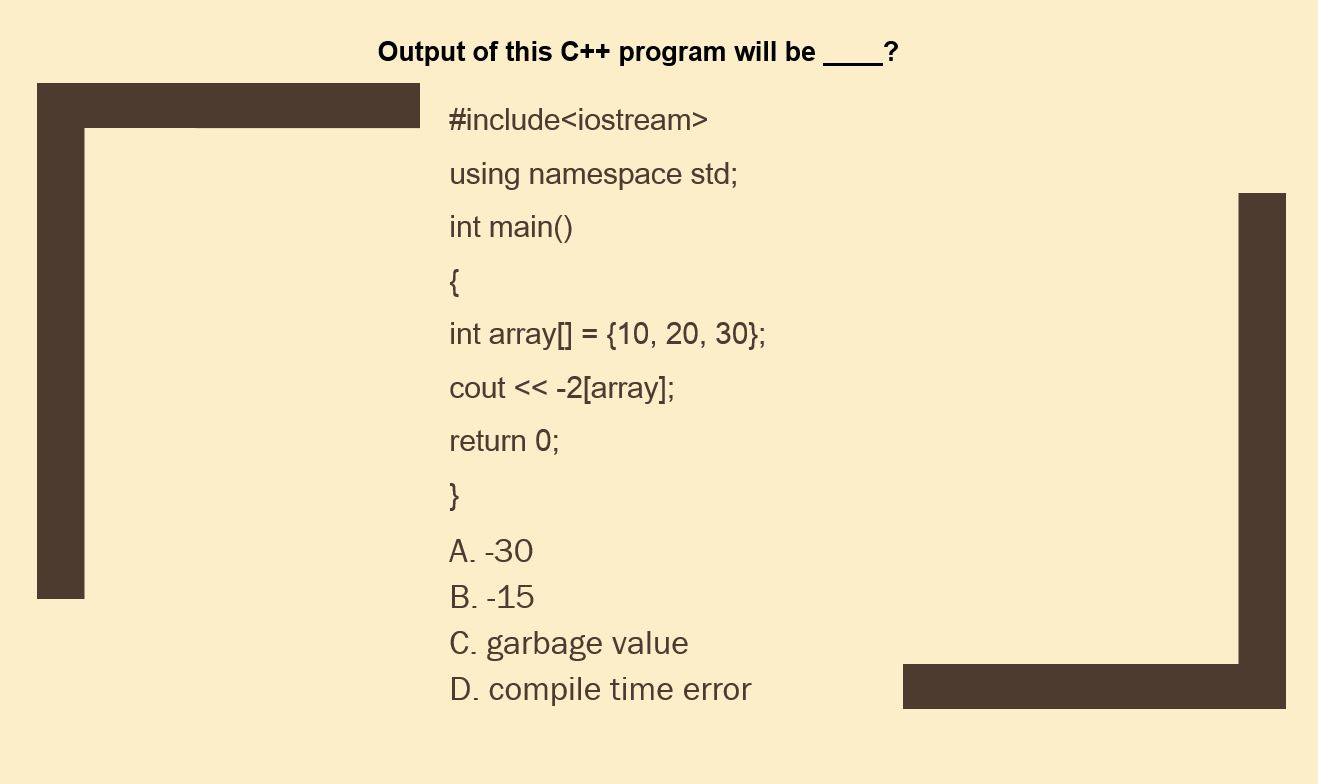 Output of this C++ program will be ____?
#include<iostream>
using namespace std;
int main()
{
int array[] = {10, 20, 30};
cout << -2[array];
return 0;
}
A. -30
B. -15
C. garbage value
D. compile time error